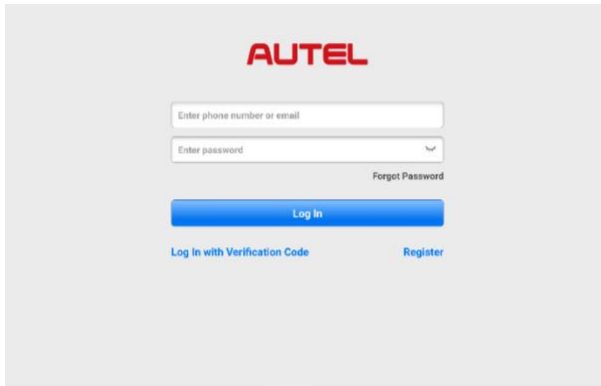 AUTEL
Enter phone number or email
Enter password
Forgot Password
Log In
Log In with Verification Code Register